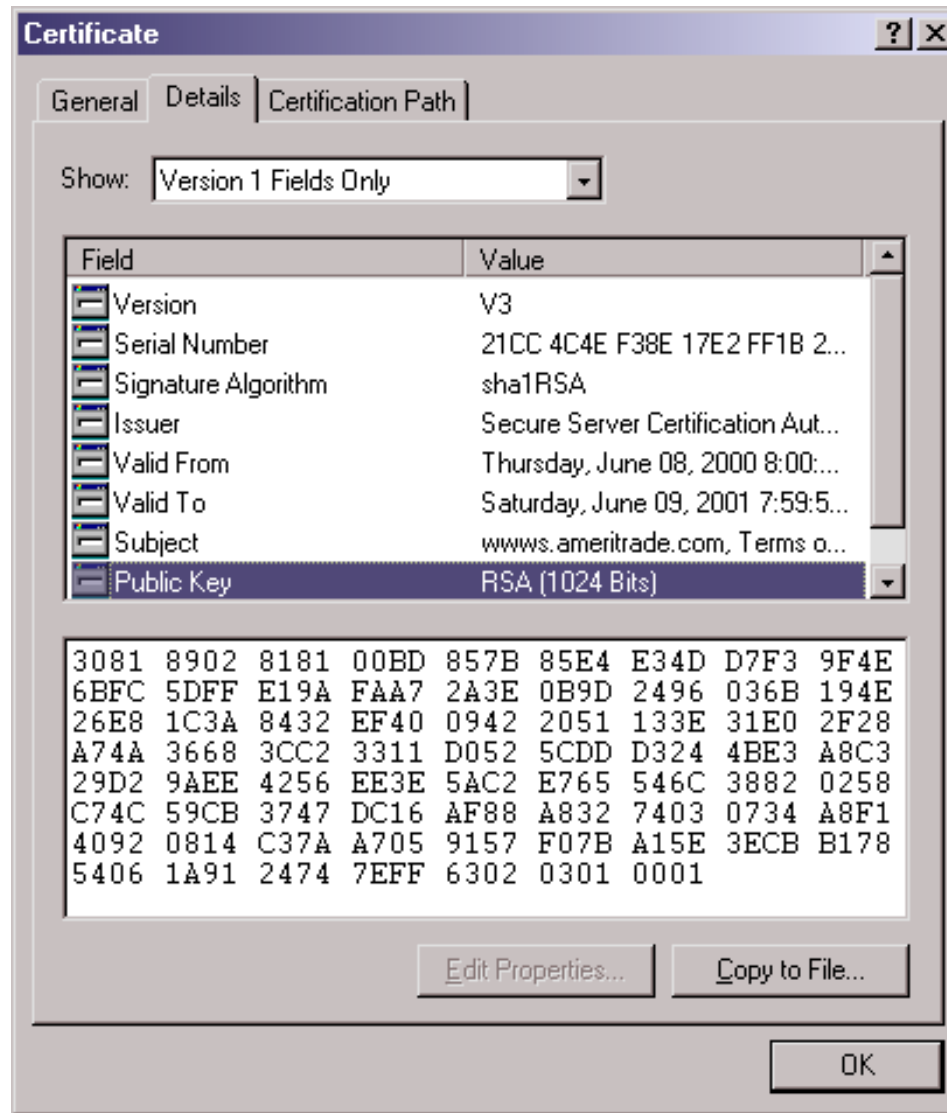 Certificate
General Details Certification Path
Show: Version 1 Fields Only
Field Value
Version V3
Serial Number 21CC 4C4E F38E 17E2 FF1B 2...
Signature Algorithm sha1RSA
Issuer Secure Server Certification Aut...
Valid From Thursday, June 08, 2000 8:00:...
Valid To Saturday, June 09, 2001 7:59:5...
Subject wwws.ameritrade.com, Terms o...
Public Key RSA (1024 Bits)
3081 8902 8181 00BD 857B 85E4 E34D D7F3 9F4E
6BFC 5DFF E19A FAA7 2A3E 0B9D 2496 036B 194E
26E8 1C3A 8432 EF40 0942 2051 133E 31E0 2F28
A74A 3668 3CC2 3311 D052 5CDD D324 4BE3 A8C3
29D2 9AEE 4256 EE3E 5AC2 E765 546C 3882 0258
C74C 59CB 3747 DC16 AF88 A832 7403 0734 A8F1
4092 0814 C37A A705 9157 F07B A15E 3ECB B178
5406 1A91 2474 7EFF 6302 0301 0001
Edit Properties... Copy to File...
OK